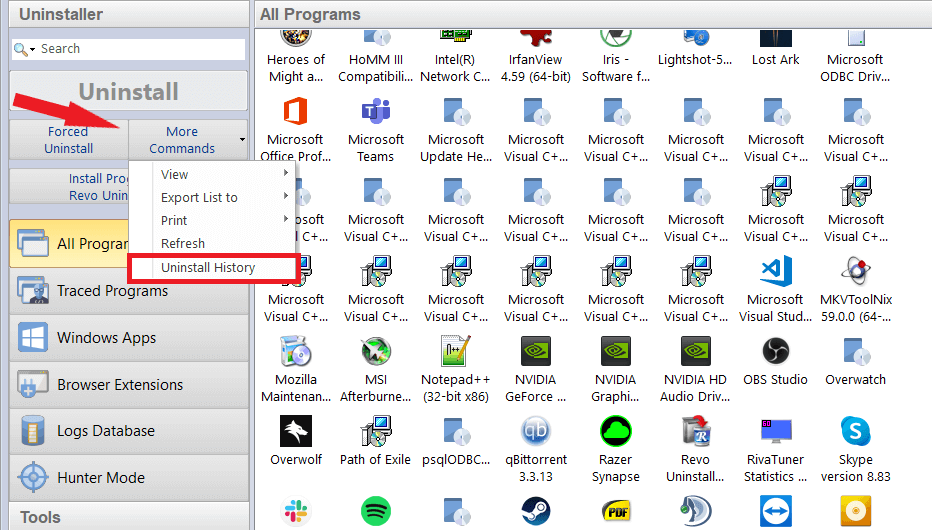 Uninstaller
Search
Uninstall
Forced
Uninstall
More
Commands
Install Pro
Revo Unin
View
Export List to
Print
Refresh
Uninstall History
All Program
Traced Programs
Windows Apps
Browser Extensions
Logs Database
Hunter Mode
Tools
All Programs
Heroes of
Might a...
HoMM III
Compatibili...
Intel(R)
Network C...
IrfanView
4.59 (64-bit)
Iris -
Software f...
Lightshot-5...
Lost Ark
Microsoft
ODBC Driv...
Microsoft
Office Prof...
Microsoft
Teams
Microsoft
Update He...
Microsoft
Visual C+...
Microsoft
Visual C+...
Microsoft
Visual C+...
Microsoft
Visual C+...
Microsoft
Visual C+...
osoft
Visual C+...
Microsoft
Visual C+...
Microsoft
Visual C+...
Microsoft
Visual C+...
Microsoft
Visual C+...
Microsoft
Visual C+...
Microsoft
Visual C+...
Microsoft
Visual C+...
Microsoft
Visual C+...
Microsoft
Visual C+...
Microsoft
Visual C+...
Microsoft
Visual C+...
Microsoft
Visual C+...
Microsoft
Visual C+...
Microsoft
Visual Stud...
MKVToolNix
59.0.0 (64-...
Mozilla
Maintenan...
MSI
Afterburne...
Notepad++
(32-bit x86)
NVIDIA
GeForce ...
NVIDIA
Graphi...
NVIDIA HD
Audio Driv...
OBS Studio
Overwatch
Overwolf
Path of Exile
psqlODBC...
qb
qBittorrent
3.3.13
Razer
Synapse
Revo
Uninstall...
60
RivaTuner
Statistics ...
Skype
version 8.83
PDF